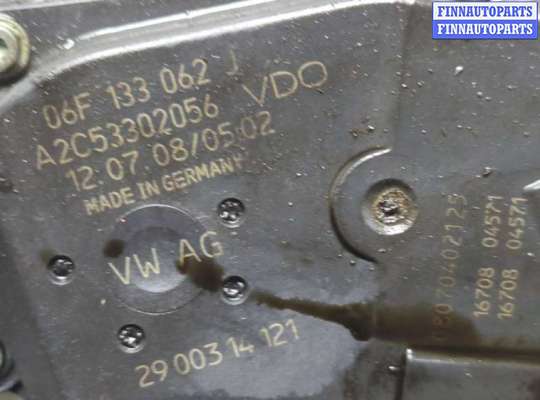 FINNAUTOPARTS
FINNAUTOPARTS
06F 133 062 J
A2C53302056 VDO
12 07 08/05:02
MADE IN GERMANY
VW AG
29 003 14 121
16708 04571
16708 04571